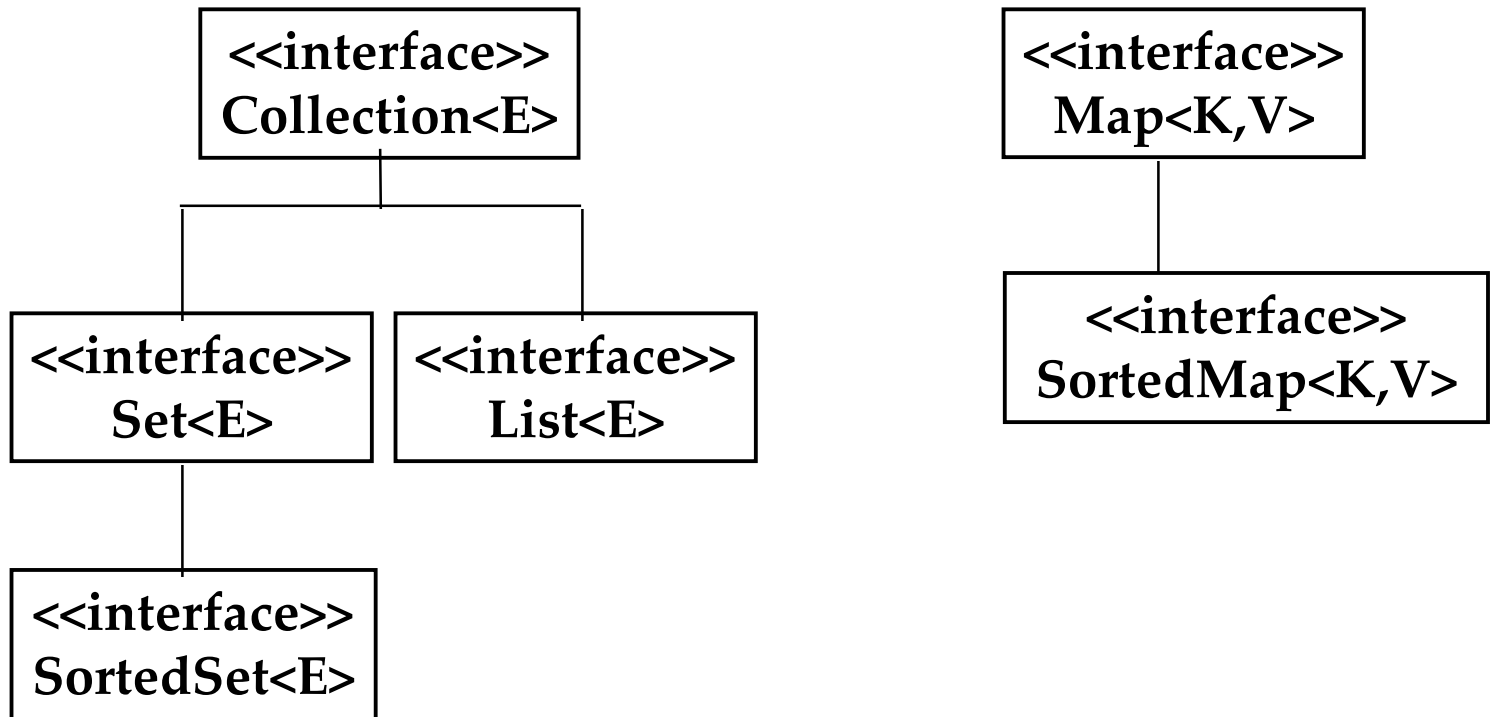 <<interface>>
Collection<E>
<<interface>>
Map<K,V>
<<interface>>
Set<E>
<<interface>>
List<E>
<<interface>>
SortedMap<K,V>
<<interface>>
SortedSet<E>